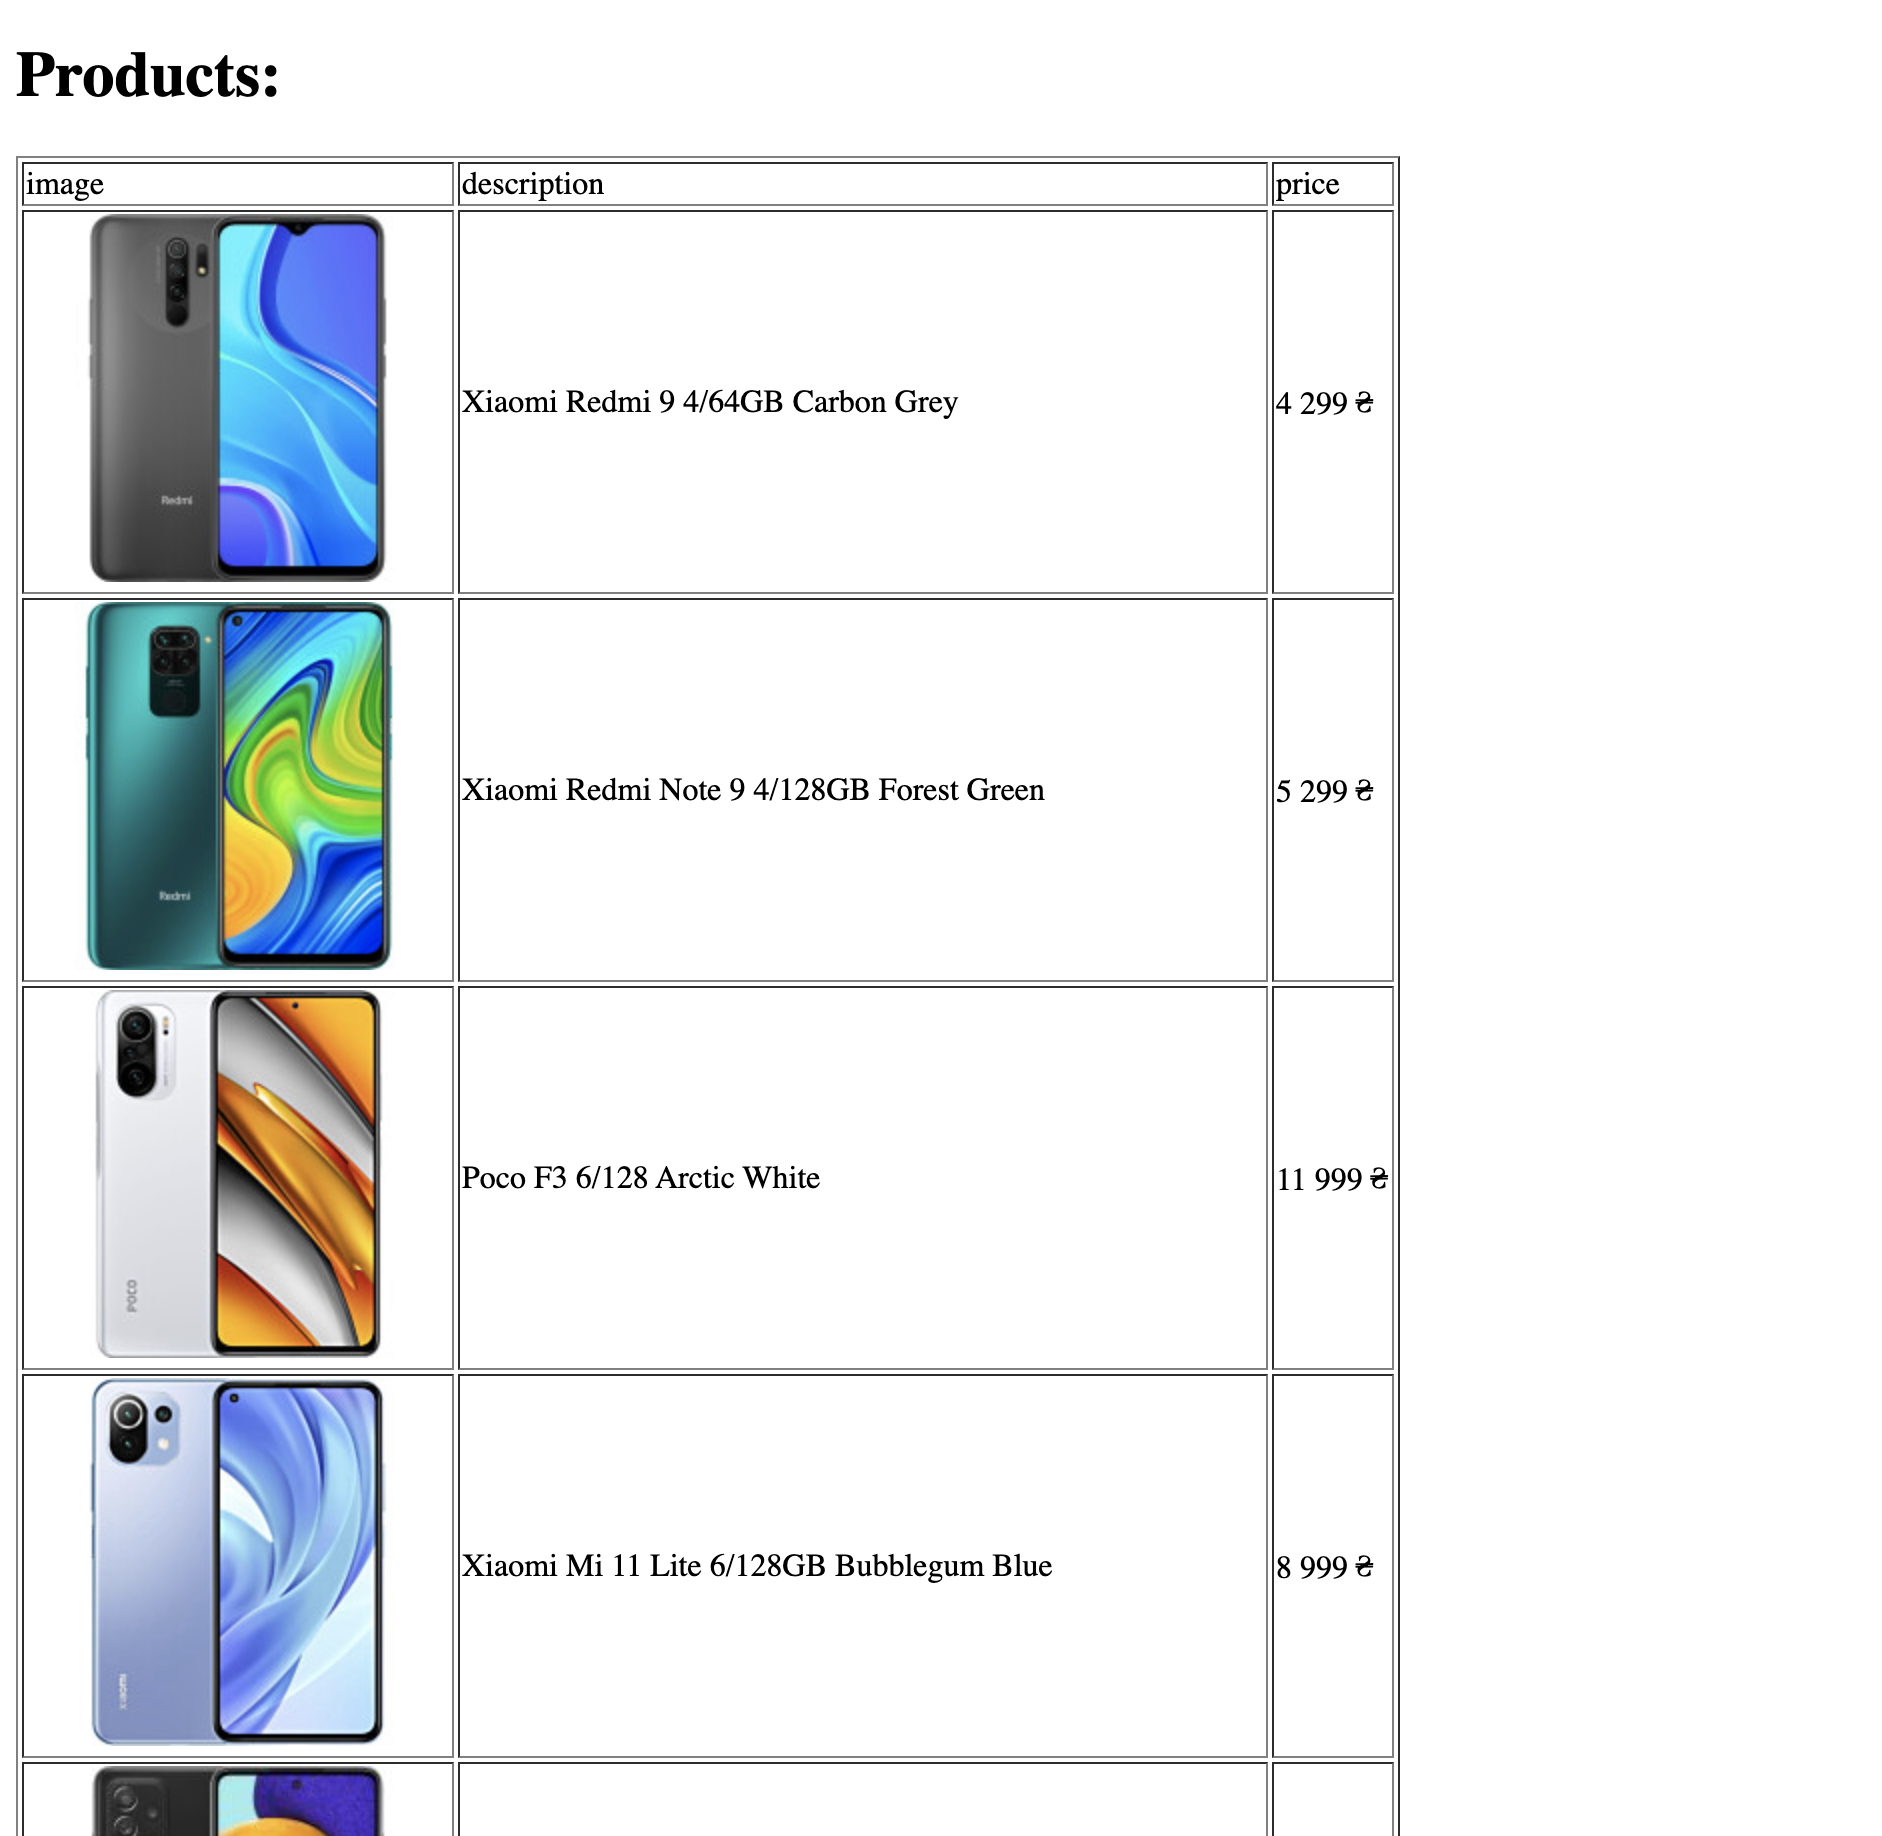 Products:
image description price
Redmi
Xiaomi Redmi 9 4/64GB Carbon Grey 4 299 ₴
Redmi
Xiaomi Redmi Note 9 4/128GB Forest Green 5 299 ₴
POCO
Poco F3 6/128 Arctic White 11 999 ₴
xiaomi
Xiaomi Mi 11 Lite 6/128GB Bubblegum Blue 8 999 ₴